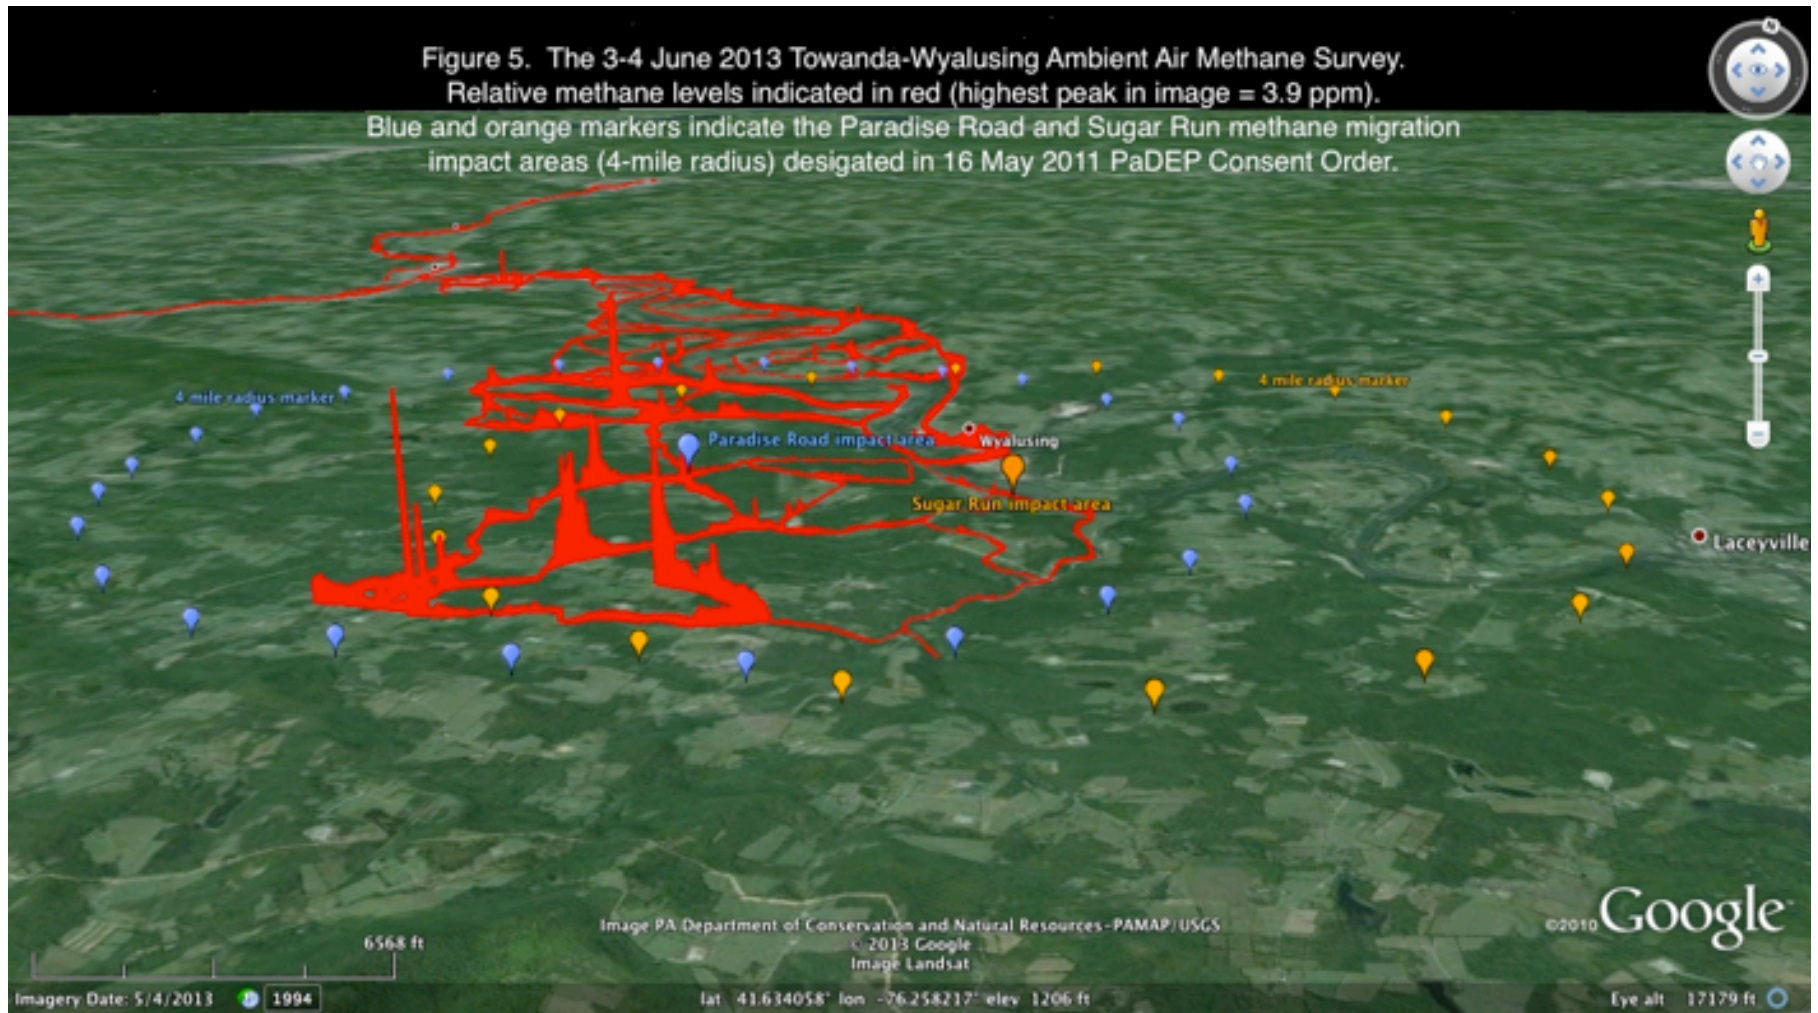 Figure 5. The 3-4 June 2013 Towanda-Wyalusing Ambient Air Methane Survey.
Relative methane levels indicated in red (highest peak in image = 3.9 ppm).
Blue and orange markers indicate the Paradise Road and Sugar Run methane migration
impact areas (4-mile radius) desigated in 16 May 2011 PaDEP Consent Order.
N
4 mile radius marker
4 mile radius marker
Paradise Road impact area
Wyalusing
Sugar Run impact area
Laceyville
6568 ft
Image PA Department of Conservation and Natural Resources-PAMAP/USGS
© 2013 Google
Image Landsat
©2010 Google
Imagery Date: 5/4/2013 1994
lat 41.634058° lon -76.258217° elev 1206 ft
Eye alt 17179 ft